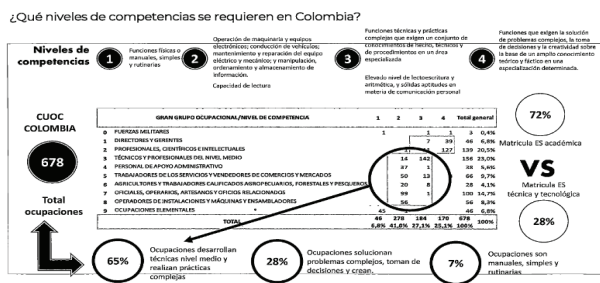 ¿Qué niveles de competencias se requieren en Colombia?
Niveles de competencias
1
Funciones físicas o manuales, simples y rutinarias
2
Operación de maquinaria y equipos electrónicos; conducción de vehículos; mantenimiento y reparación del equipo eléctrico y mecánico; y manipulación, ordenamiento y almacenamiento de información.
Capacidad de lectura
3
Funciones técnicas y prácticas complejas que exigen un conjunto de conocimientos de hecho, técnicos y de procedimientos en un área especializada
Elevado nivel de lectoescritura y aritmética, y sólidas aptitudes en materia de comunicación personal
4
Funciones que exigen la solución de problemas complejos, la toma de decisiones y la creatividad sobre la base de un amplio conocimiento teórico y fáctico en una especialización determinada.
CUOC COLOMBIA
678
Total ocupaciones
GRAN GRUPO OCUPACIONAL/NIVEL DE COMPETENCIA 1 2 3 4 Total general
0 FUERZAS MILITARES 1 1 1 3 0,4%
1 DIRECTORES Y GERENTES 7 39 46 6,8%
2 PROFESIONALES, CIENTÍFICOS E INTELECTUALES 127 139 20,5%
3 TÉCNICOS Y PROFESIONALES DEL NIVEL MEDIO 14 142 156 23,0%
4 PERSONAL DE APOYO ADMINISTRATIVO 37 1 38 5,6%
5 TRABAJADORES DE LOS SERVICIOS Y VENDEDORES DE COMERCIOS Y MERCADOS 50 13 66 9,7%
6 AGRICULTORES Y TRABAJADORES CALIFICADOS AGROPECUARIOS, FORESTALES Y PESQUEROS 20 8 28 4,1%
7 OFICIALES, OPERARIOS, ARTESANOS Y OFICIOS RELACIONADOS 99 1 100 14,7%
8 OPERADORES DE INSTALACIONES Y MÁQUINAS Y ENSAMBLADORES 56 56 8,3%
9 OCUPACIONES ELEMENTALES 45 46 6,8%
TOTAL 46 278 184 170 678 100%
6,8% 41,0% 27,1% 25,1% 100%
72%
Matricula ES académica
VS
Matricula ES técnica y tecnológica
28%
65%
Ocupaciones desarrollan técnicas nivel medio y realizan prácticas complejas
28%
Ocupaciones solucionan problemas complejos, toman de decisiones y crean.
7%
Ocupaciones son manuales, simples y rutinarias